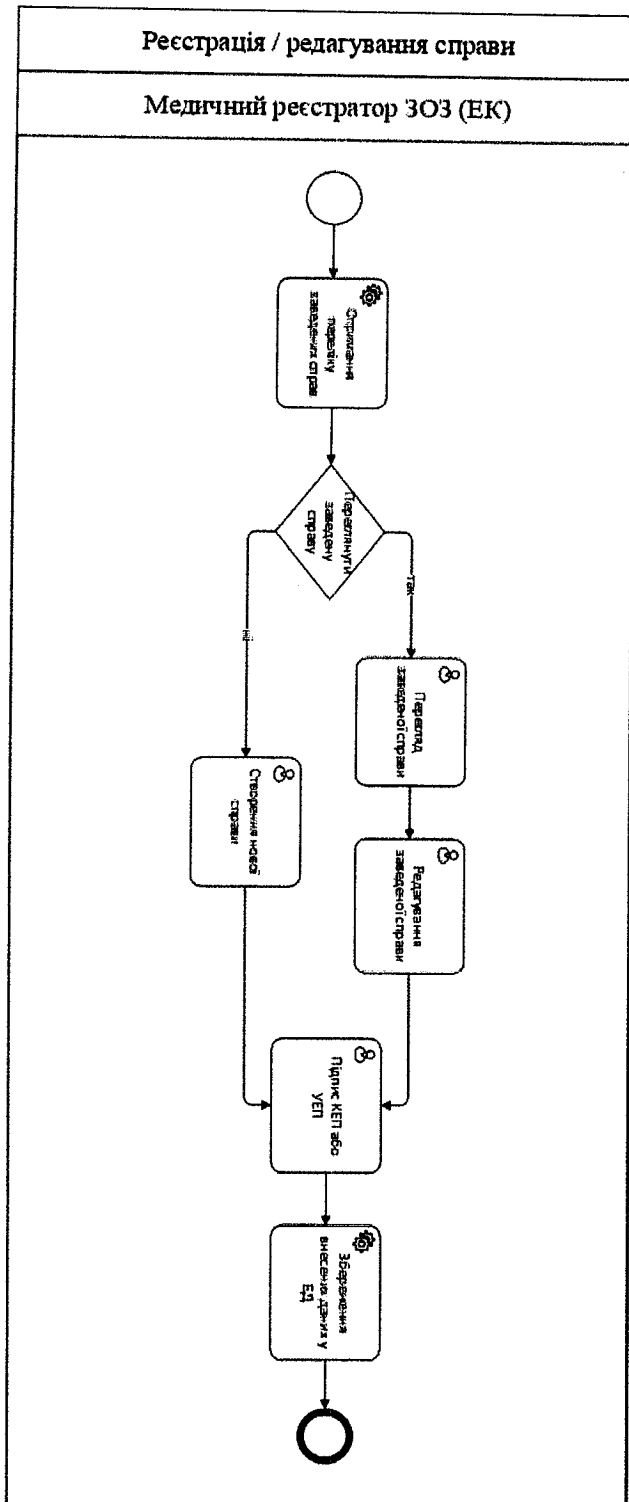 Реєстрація / редагування справи
Медичний реєстратор ЗОЗ (ЕК)
Отримання
переліку
заведених справ
Переглянути
заведену
справу
так
ні
Перегляд
заведеної справи
Редагування
заведеної справи
Створення нової
справи
Підпис КЕП або
УЕП
Збереження
внесених даних у
БД